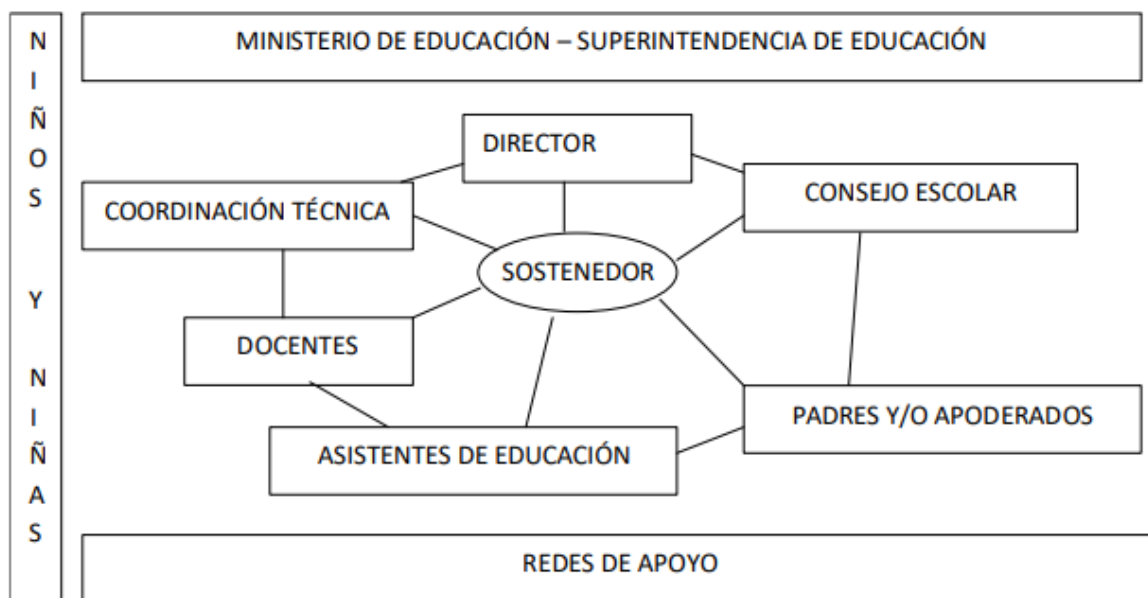 NIÑOS Y NIÑAS
MINISTERIO DE EDUCACIÓN – SUPERINTENDENCIA DE EDUCACIÓN
DIRECTOR
CONSEJO ESCOLAR
COORDINACIÓN TÉCNICA
SOSTENEDOR
DOCENTES
PADRES Y/O APODERADOS
ASISTENTES DE EDUCACIÓN
REDES DE APOYO